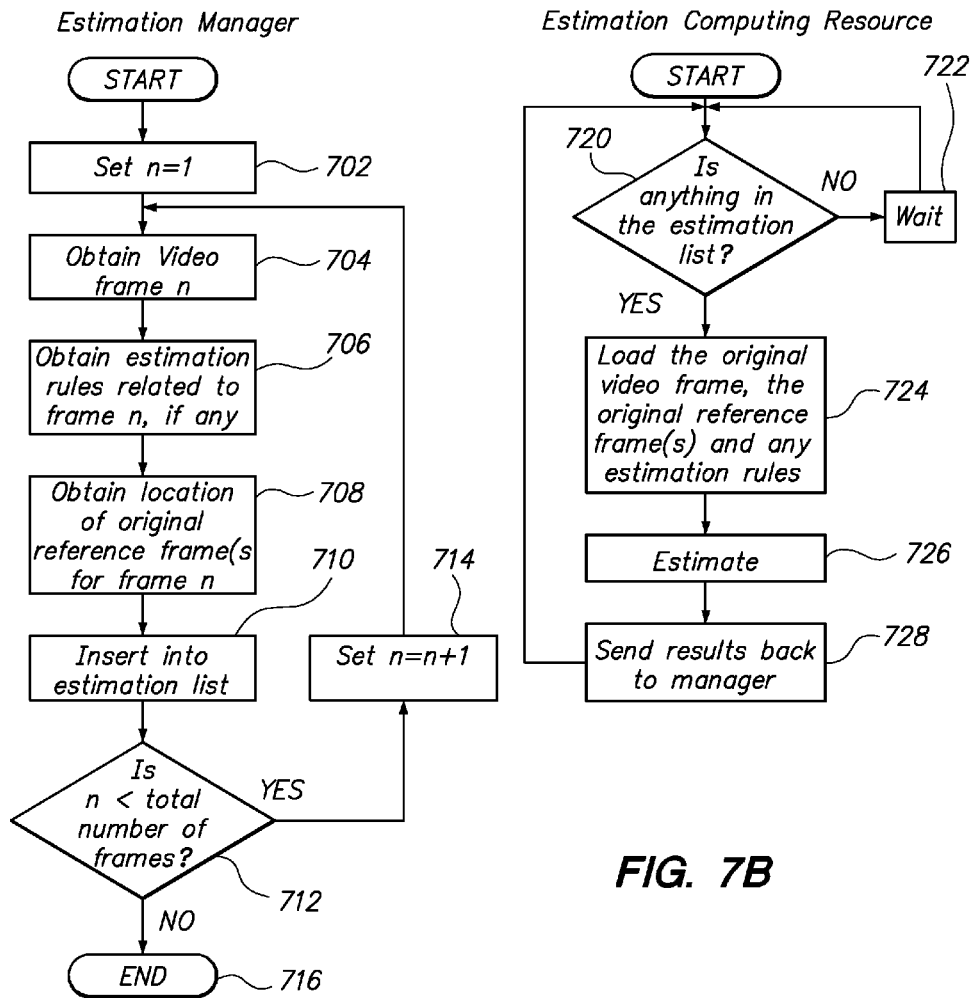 Estimation Manager
START
Set n=1
702
Obtain Video
frame n
704
Obtain estimation
rules related to
frame n, if any
706
Obtain location
of original
reference frame(s
for frame n
708
Insert into
estimation list
710
Is
n < total
number of
frames?
712
YES
Set n=n+1
714
NO
END
716
Estimation Computing Resource
START
Is
anything in
the estimation
list?
720
NO
Wait
722
YES
Load the original
video frame, the
original reference
frame(s) and any
estimation rules
724
Estimate
726
Send results back
to manager
728
FIG. 7B